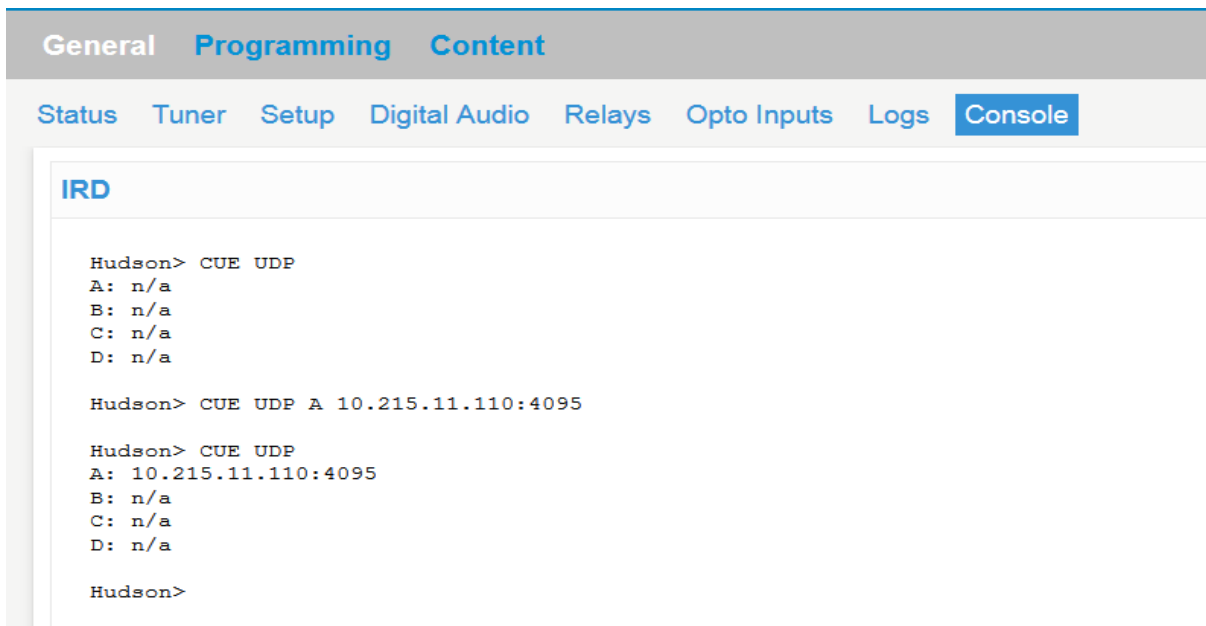 General Programming Content
Status Tuner Setup Digital Audio Relays Opto Inputs Logs Console
IRD
Hudson> CUE UDP
A: n/a
B: n/a
C: n/a
D: n/a
Hudson> CUE UDP A 10.215.11.110:4095
Hudson> CUE UDP
A: 10.215.11.110:4095
B: n/a
C: n/a
D: n/a
Hudson>